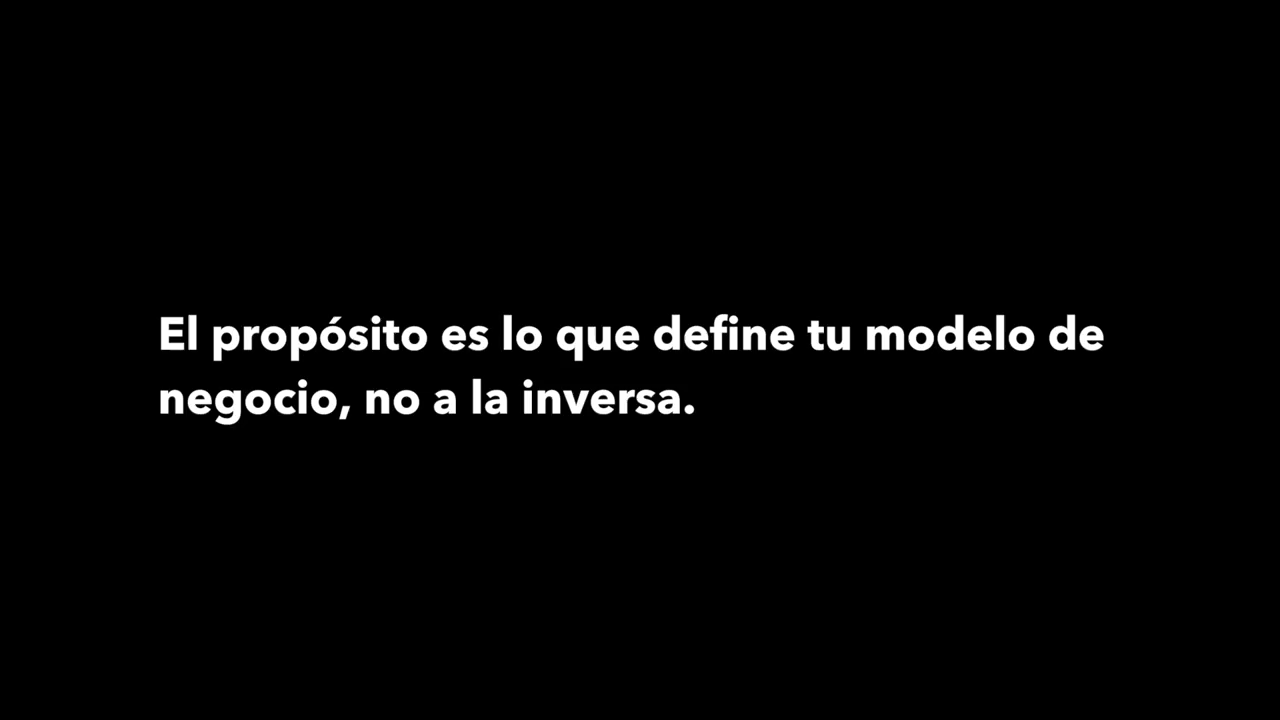 El propósito es lo que define tu modelo de
negocio, no a la inversa.